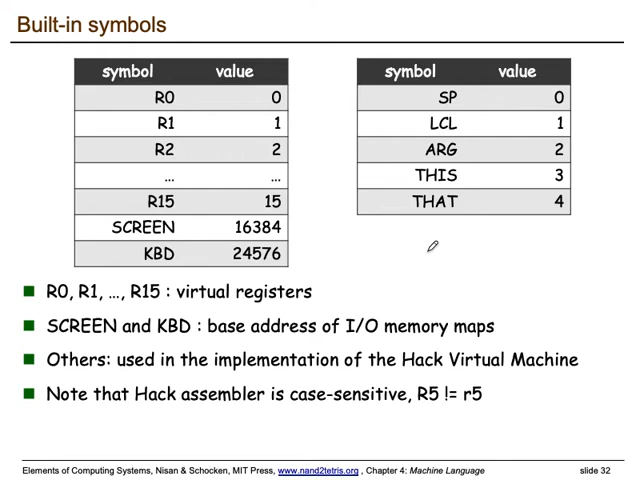 Built-in symbols
symbol value
R0 0
R1 1
R2 2
... ...
R15 15
SCREEN 16384
KBD 24576
symbol value
SP 0
LCL 1
ARG 2
THIS 3
THAT 4
R0, R1, ..., R15 : virtual registers
SCREEN and KBD : base address of I/O memory maps
Others: used in the implementation of the Hack Virtual Machine
Note that Hack assembler is case-sensitive, R5 != r5
Elements of Computing Systems, Nisan & Schocken, MIT Press, www.nand2tetris.org , Chapter 4: Machine Language slide 32